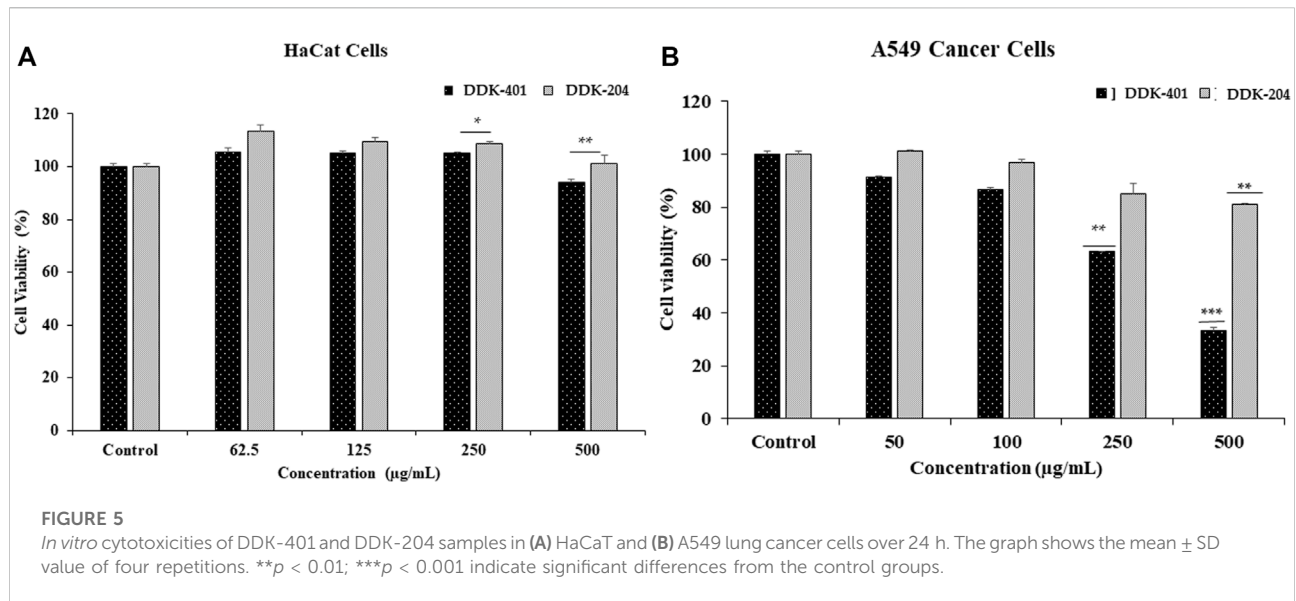 A
HaCat Cells
DDK-401 DDK-204
Cell Viability (%)
120
100
80
60
40
20
0
*
**
Control 62.5 125 250 500
Concentration (µg/mL)
B
A549 Cancer Cells
] DDK-401 DDK-204
Cell viability (%)
120
100
80
60
40
20
0
**
***
**
Control 50 100 250 500
Concentration (µg/mL)
FIGURE 5
In vitro cytotoxicities of DDK-401 and DDK-204 samples in (A) HaCaT and (B) A549 lung cancer cells over 24 h. The graph shows the mean ± SD
value of four repetitions. **p < 0.01; ***p < 0.001 indicate significant differences from the control groups.